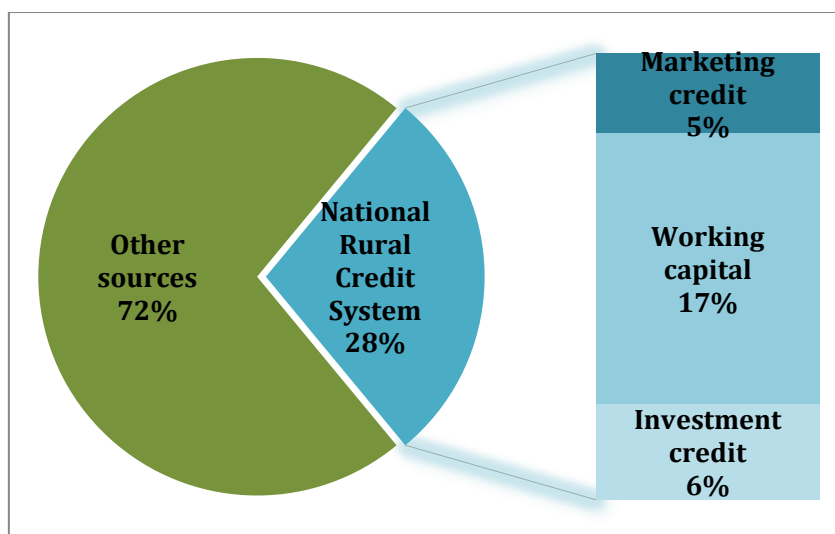 Other
sources
72%
National
Rural
Credit
System
28%
Marketing
credit
5%
Working
capital
17%
Investment
credit
6%